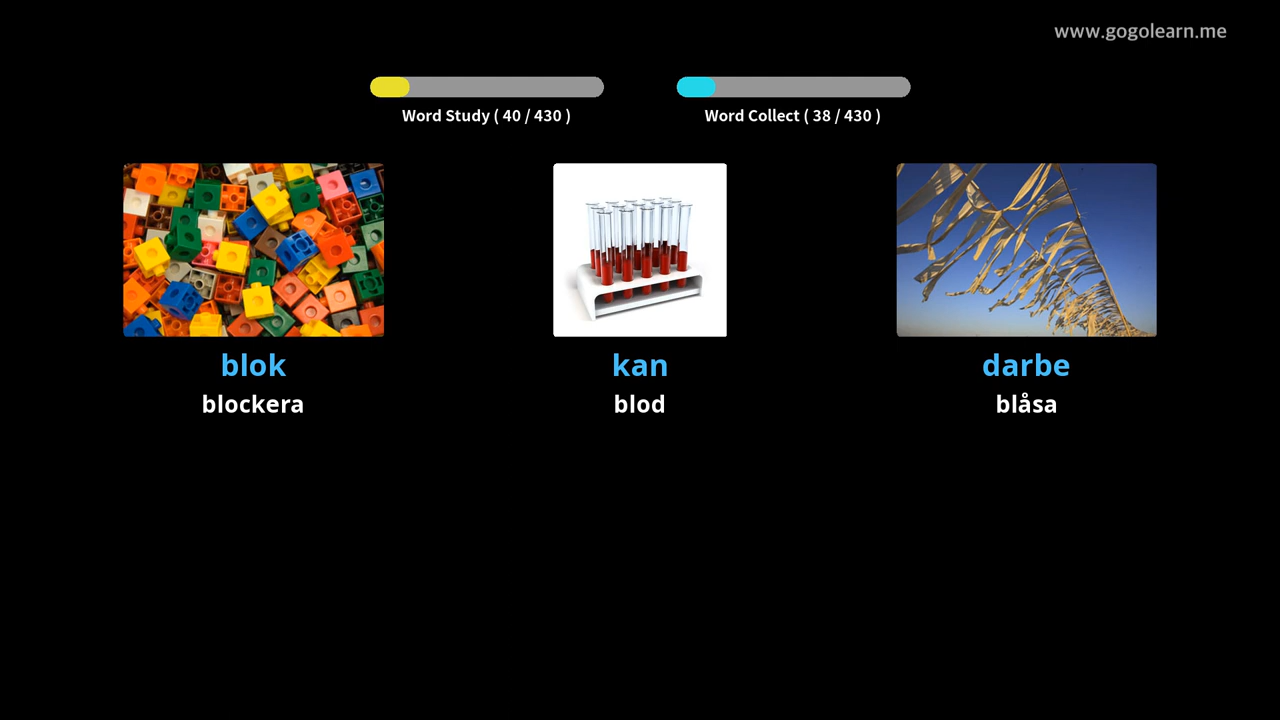 www.gogolearn.me
Word Study ( 40 / 430 )
Word Collect ( 38 / 430 )
blok
blockera
kan
blod
darbe
blåsa